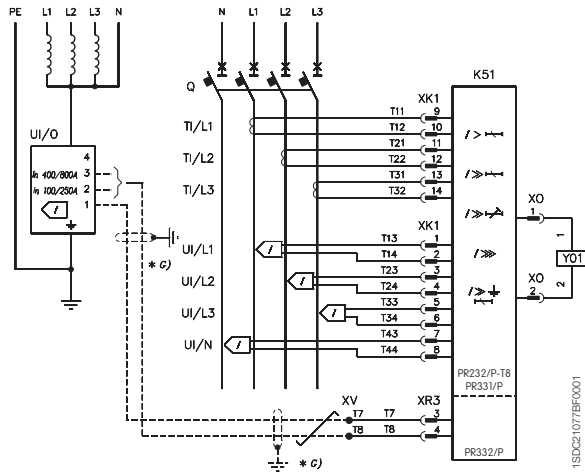 PE L1 L2 L3 N
N L1 L2 L3
K51
Q
XK1
UI/O
4
In 400/800A 3
In 100/250A 2
1
I
TI/L1
T11 9
T12 10
I>
TI/L2
T21 11
T22 12
TI/L3
T31 13
T32 14
I≫
XO
1
I≫
1
XK1
* G)
UI/L1
I
T13 1
T14 2
I⋙
Y01
UI/L2
I
T23 3
T24 4
XO
2
2
I≫
UI/L3
I
T33 5
T34 6
UI/N
I
T43 7
T44 8
PR232/P-T8
PR331/P
XV
XR3
T7 T7 3
T8 T8 4
* G)
PR332/P
1SDC21077BF0001